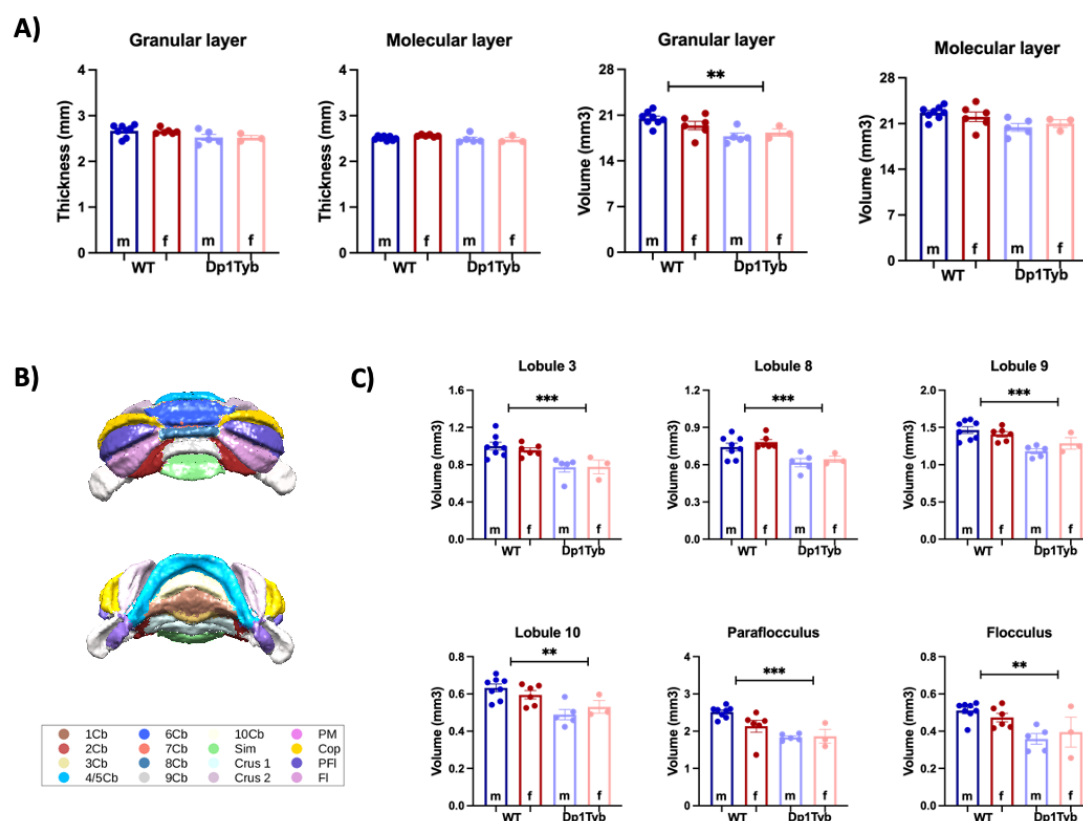 A)
Granular layer
Thickness (mm)
4
3
2
1
0
m
f
m
f
WT
Dp1Tyb
Molecular layer
Thickness (mm)
4
3
2
1
0
m
f
m
f
WT
Dp1Tyb
Granular layer
**
Volume (mm3)
28
21
14
7
0
m
f
m
f
WT
Dp1Tyb
Molecular layer
Volume (mm3)
28
21
14
7
0
m
f
m
f
WT
Dp1Tyb
B)
1Cb
2Cb
3Cb
4/5Cb
6Cb
7Cb
8Cb
9Cb
10Cb
Sim
Crus 1
Crus 2
PM
Cop
PFl
Fl
C)
Lobule 3
***
Volume (mm3)
1.6
1.2
0.8
0.4
0.0
m
f
m
f
WT
Dp1Tyb
Lobule 8
***
Volume (mm3)
1.2
0.9
0.6
0.3
0.0
m
f
m
f
WT
Dp1Tyb
Lobule 9
***
Volume (mm3)
2.0
1.5
1.0
0.5
0.0
m
f
m
f
WT
Dp1Tyb
Lobule 10
**
Volume (mm3)
0.8
0.6
0.4
0.2
0.0
m
f
m
f
WT
Dp1Tyb
Paraflocculus
***
Volume (mm3)
4
3
2
1
0
m
f
m
f
WT
Dp1Tyb
Flocculus
**
Volume (mm3)
0.8
0.6
0.4
0.2
0.0
m
f
m
f
WT
Dp1Tyb